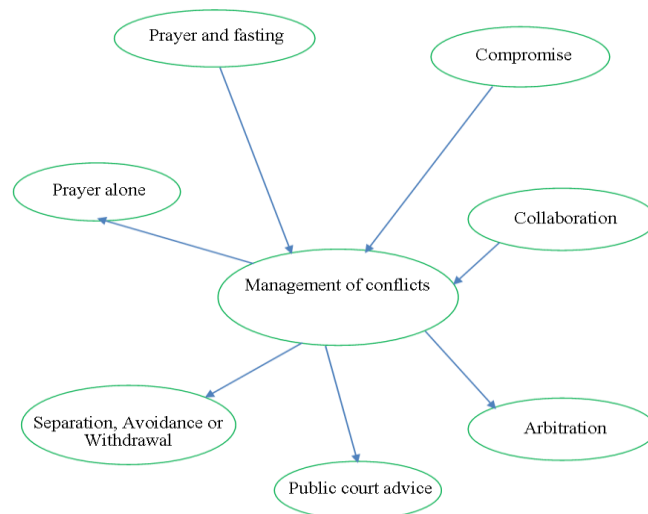 Prayer and fasting
Compromise
Prayer alone
Collaboration
Management of conflicts
Separation, Avoidance or
Withdrawal
Arbitration
Public court advice